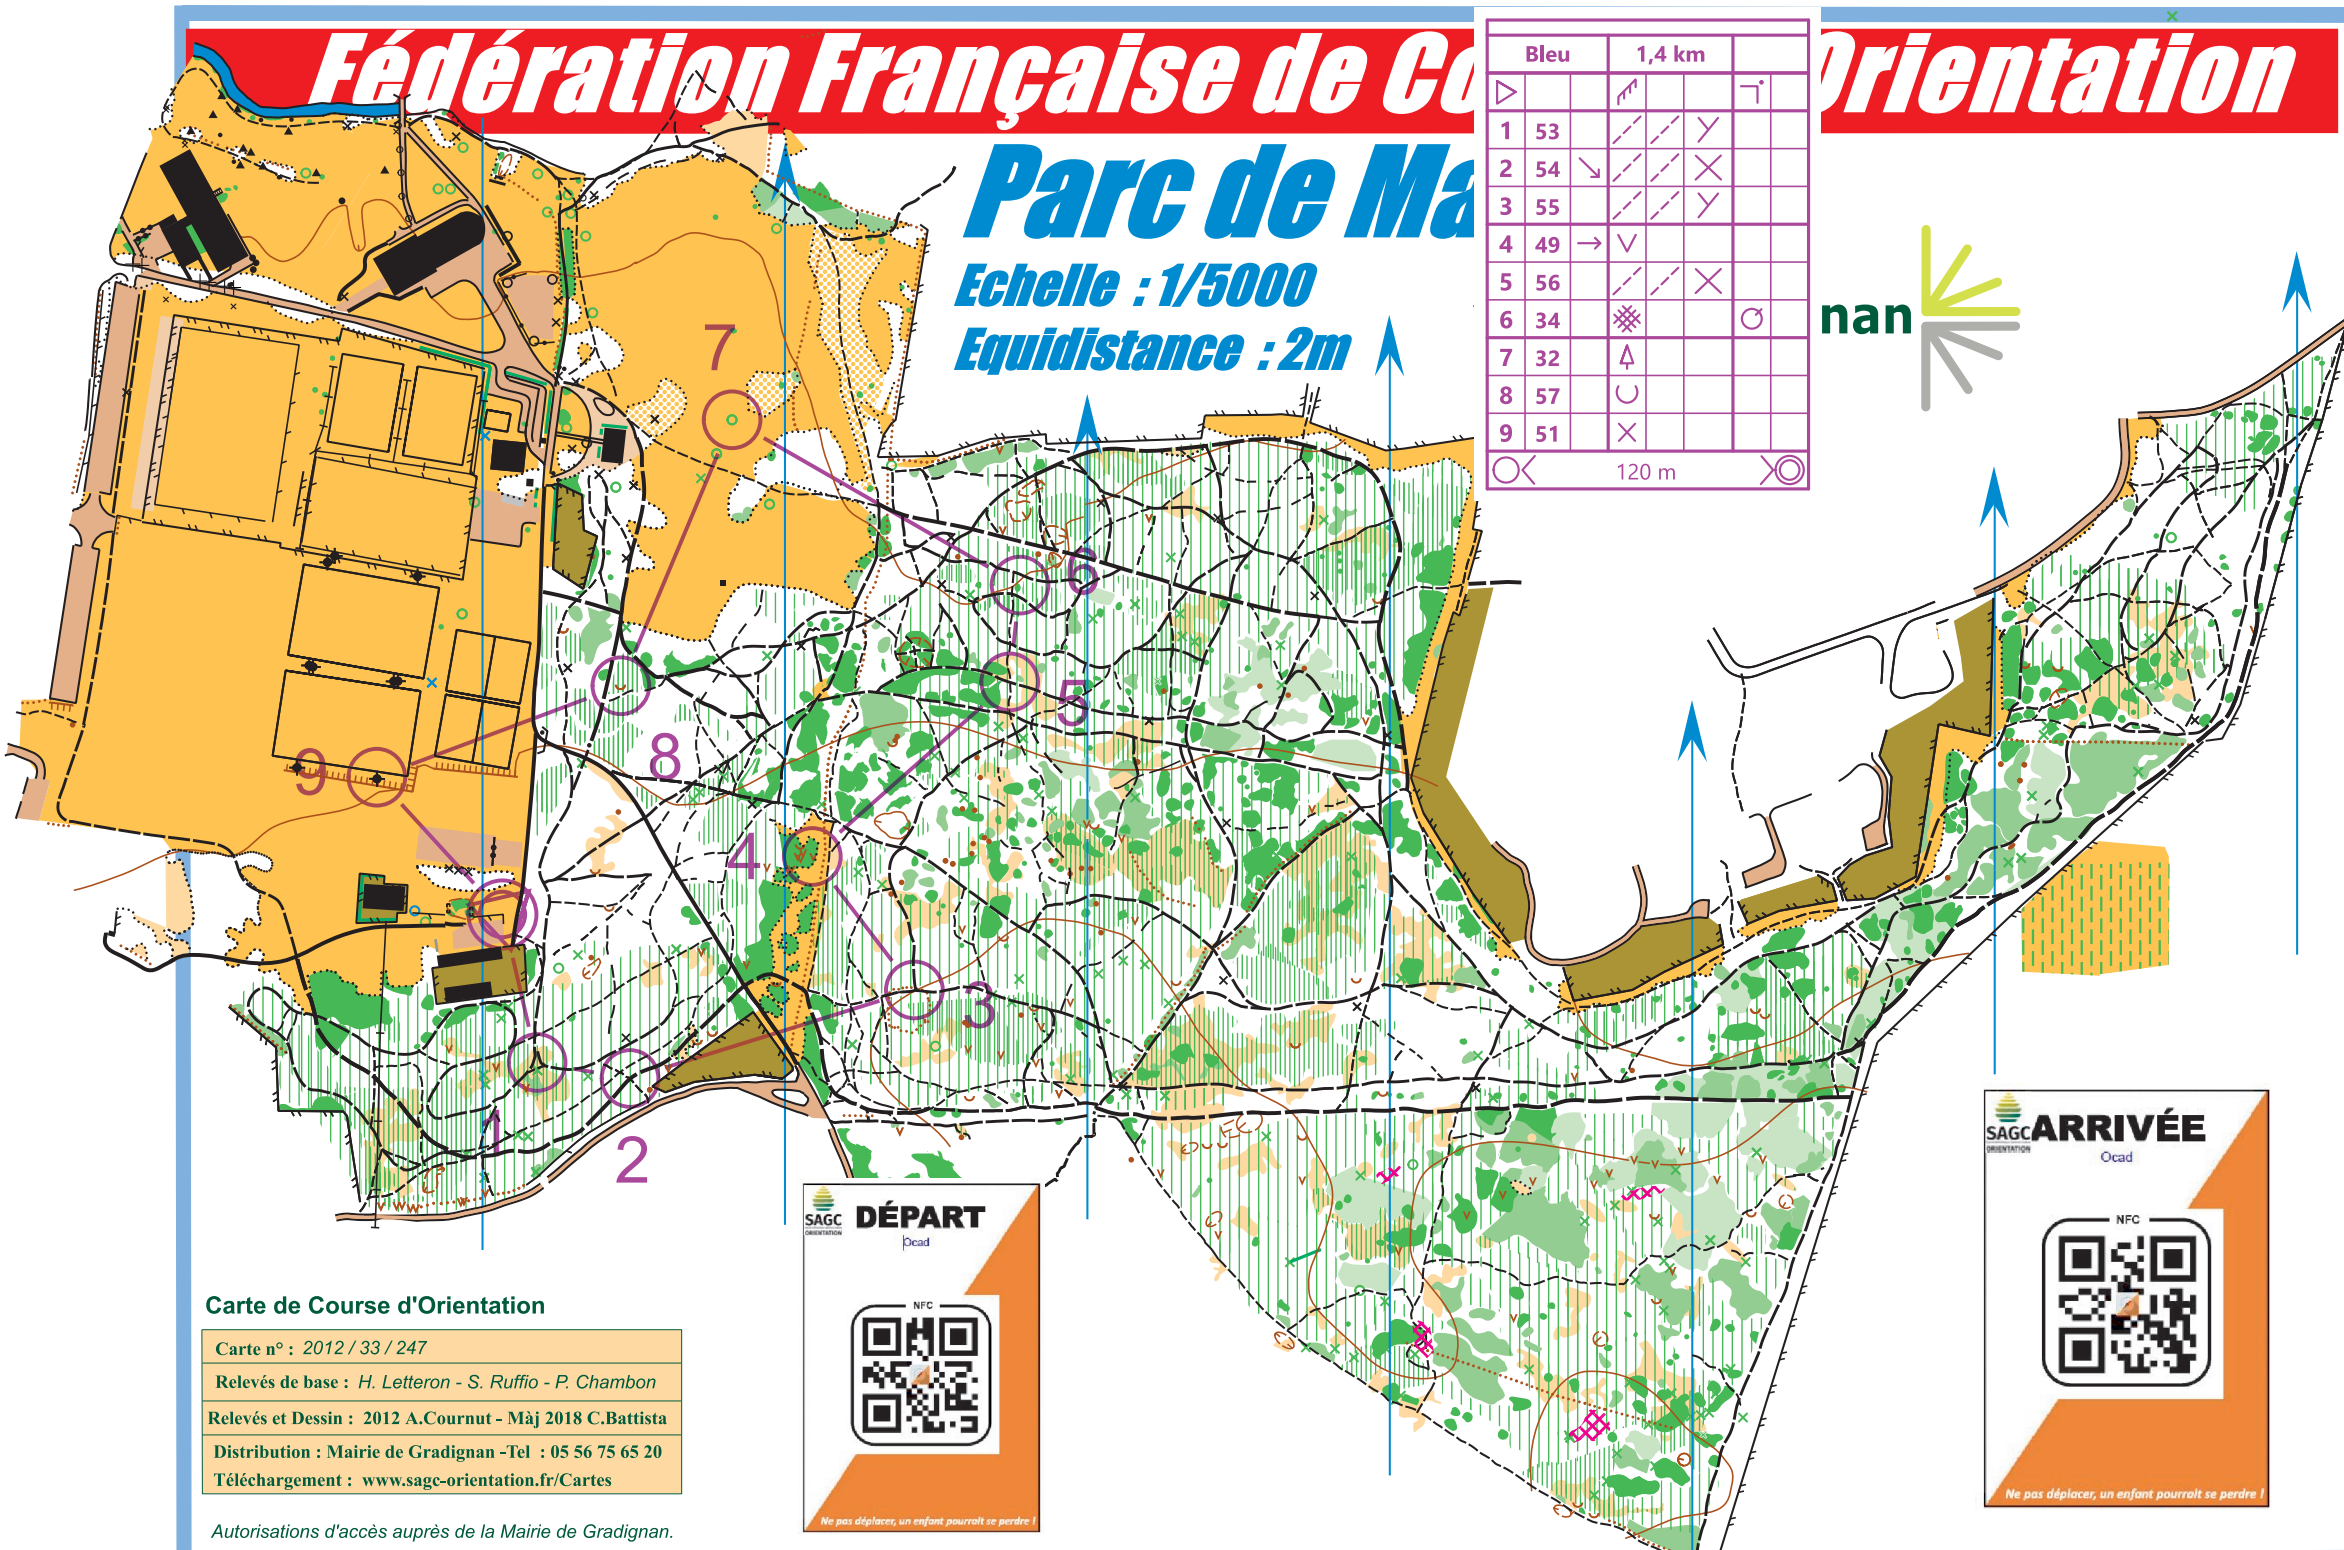 Fédération Française de Co
Orientation
Parc de Ma
Echelle : 1/5000
Equidistance : 2m
nan
Bleu 1,4 km
1 53
2 54
3 55
4 49
5 56
6 34
7 32
8 57
9 51
120 m
7
6
5
8
9
4
3
1
2
SAGC
ORIENTATION
DÉPART
Ocad
NFC
Ne pas déplacer, un enfant pourrait se perdre !
SAGC
ORIENTATION
ARRIVÉE
Ocad
NFC
Ne pas déplacer, un enfant pourrait se perdre !
Carte de Course d'Orientation
Carte n° : 2012 / 33 / 247
Relevés de base : H. Letteron - S. Ruffio - P. Chambon
Relevés et Dessin : 2012 A.Cournut - Màj 2018 C.Battista
Distribution : Mairie de Gradignan -Tel : 05 56 75 65 20
Téléchargement : www.sagc-orientation.fr/Cartes
Autorisations d'accès auprès de la Mairie de Gradignan.